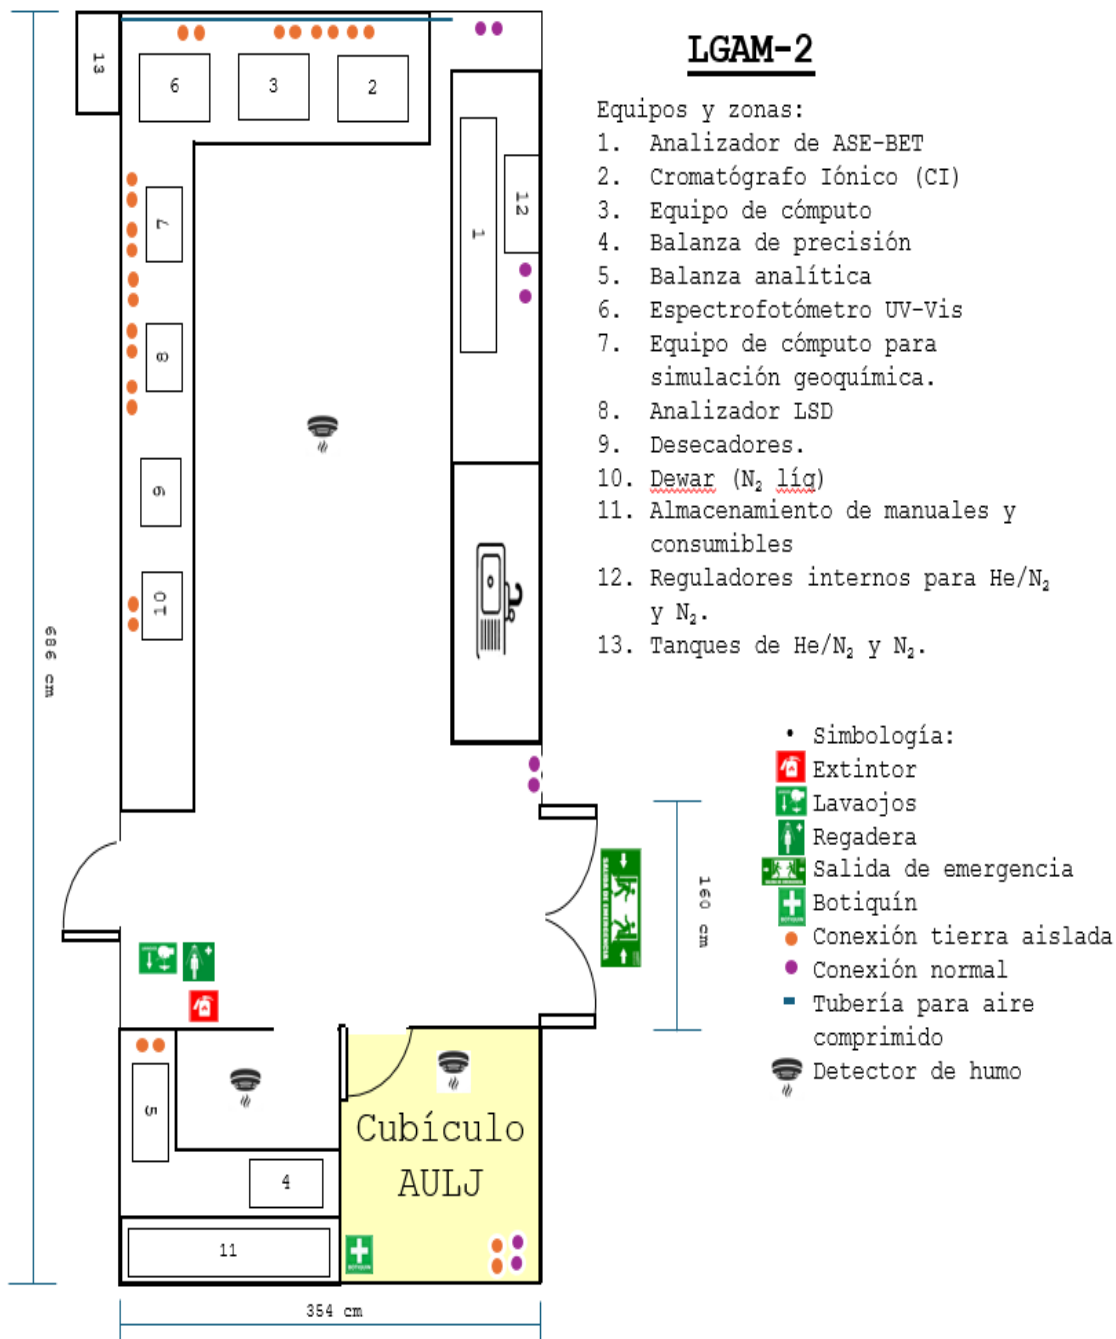 LGAM-2
Equipos y zonas:
1. Analizador de ASE-BET
2. Cromatógrafo Iónico (CI)
3. Equipo de cómputo
4. Balanza de precisión
5. Balanza analítica
6. Espectrofotómetro UV-Vis
7. Equipo de cómputo para
simulación geoquímica.
8. Analizador LSD
9. Desecadores.
10. Dewar (N₂ líq)
11. Almacenamiento de manuales y
consumibles
12. Reguladores internos para He/N₂
y N₂.
13. Tanques de He/N₂ y N₂.
• Simbología:
Extintor
Lavaojos
Regadera
Salida de emergencia
Botiquín
Conexión tierra aislada
Conexión normal
Tubería para aire
comprimido
Detector de humo
13
6
3
2
7
8
9
10
1
12
686 cm
160 cm
SALIDA DE EMERGENCIA
5
4
11
Cubículo
AULJ
BOTIQUÍN
354 cm